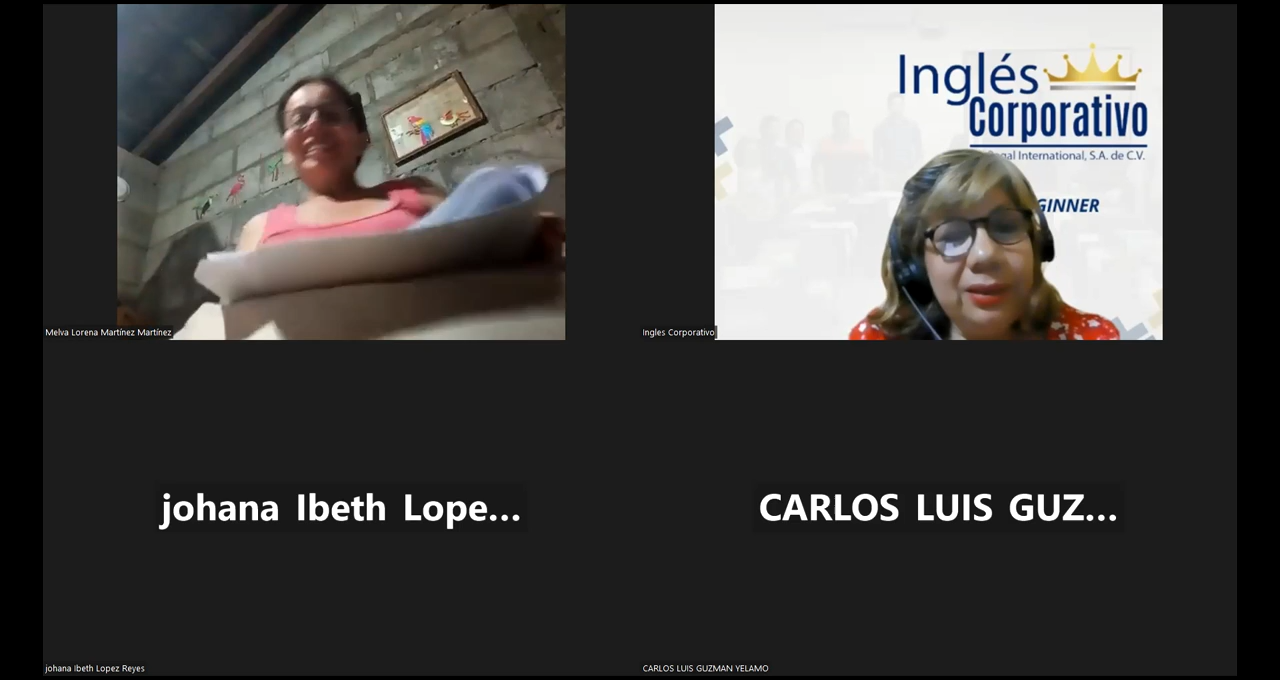 Inglés
Corporativo
gal International, S.A. de C.V.
GINNER
Melva Lorena Martínez Martínez
Ingles Corporativo
johana Ibeth Lope...
CARLOS LUIS GUZ...
johana Ibeth Lopez Reyes
CARLOS LUIS GUZMAN YELAMO